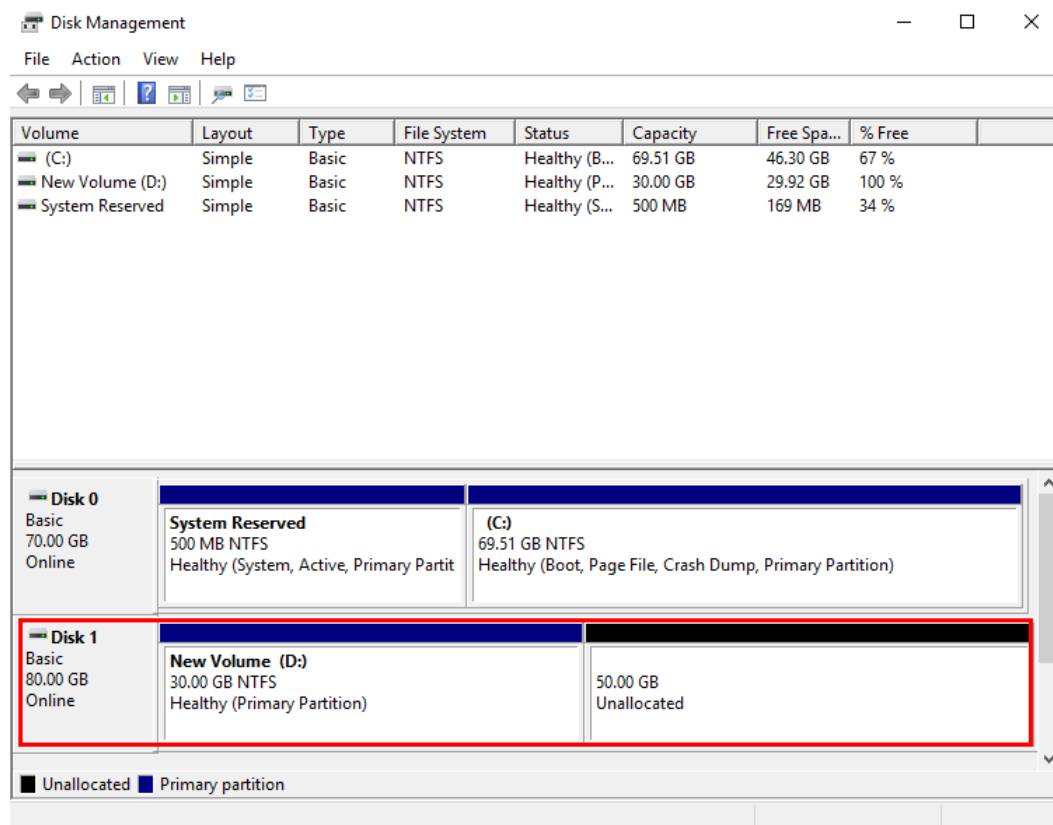 Disk Management
File Action View Help
Volume Layout Type File System Status Capacity Free Spa... % Free
(C:) Simple Basic NTFS Healthy (B... 69.51 GB 46.30 GB 67 %
New Volume (D:) Simple Basic NTFS Healthy (P... 30.00 GB 29.92 GB 100 %
System Reserved Simple Basic NTFS Healthy (S... 500 MB 169 MB 34 %
Disk 0
Basic
70.00 GB
Online
System Reserved
500 MB NTFS
Healthy (System, Active, Primary Partit
(C:)
69.51 GB NTFS
Healthy (Boot, Page File, Crash Dump, Primary Partition)
Disk 1
Basic
80.00 GB
Online
New Volume (D:)
30.00 GB NTFS
Healthy (Primary Partition)
50.00 GB
Unallocated
Unallocated Primary partition